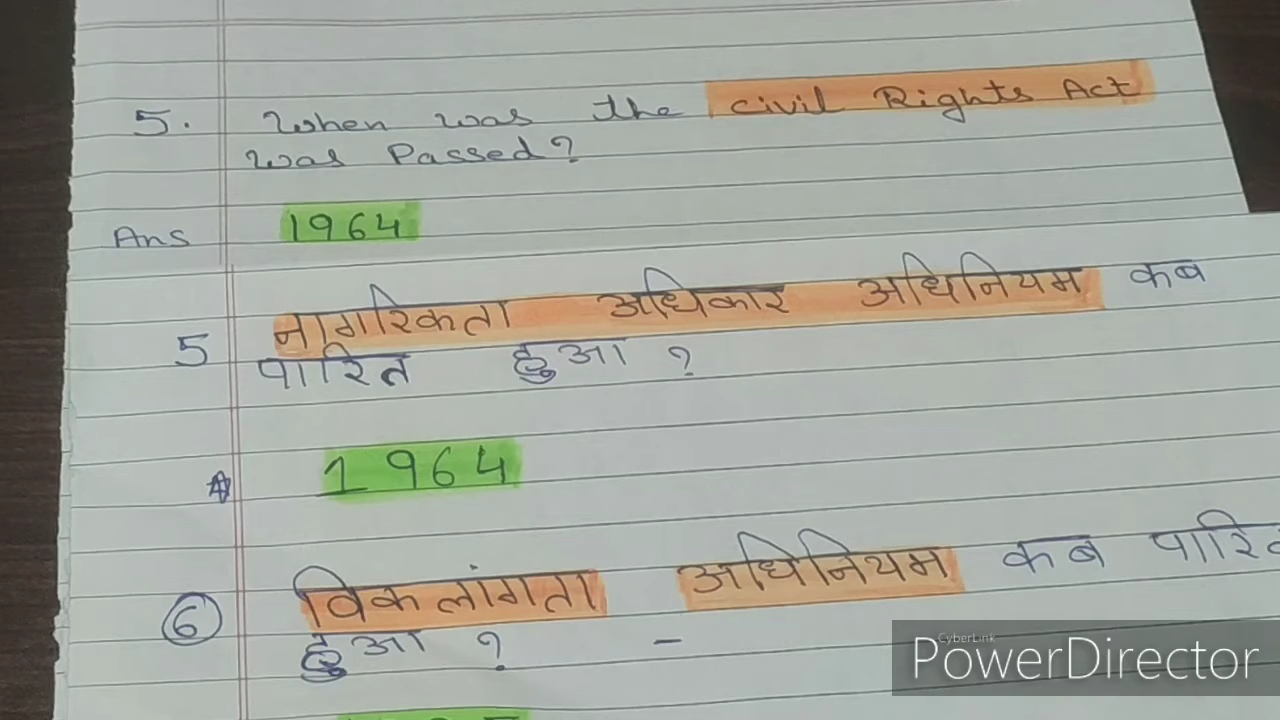 5. When was the civil Rights Act
was Passed?
Ans 1964
5 नागरिकता अधिकार अधिनियम कब
पारित हुआ ?
1964
6 विकलांगता अधिनियम कब
हुआ ? -
CyberLink
PowerDirector